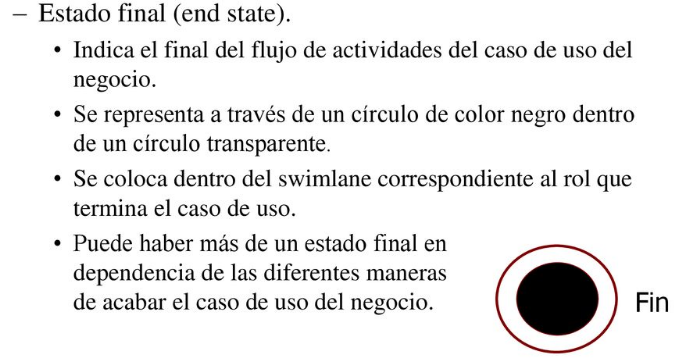 – Estado final (end state).
• Indica el final del flujo de actividades del caso de uso del
negocio.
• Se representa a través de un círculo de color negro dentro
de un círculo transparente.
• Se coloca dentro del swimlane correspondiente al rol que
termina el caso de uso.
• Puede haber más de un estado final en
dependencia de las diferentes maneras
de acabar el caso de uso del negocio.
Fin